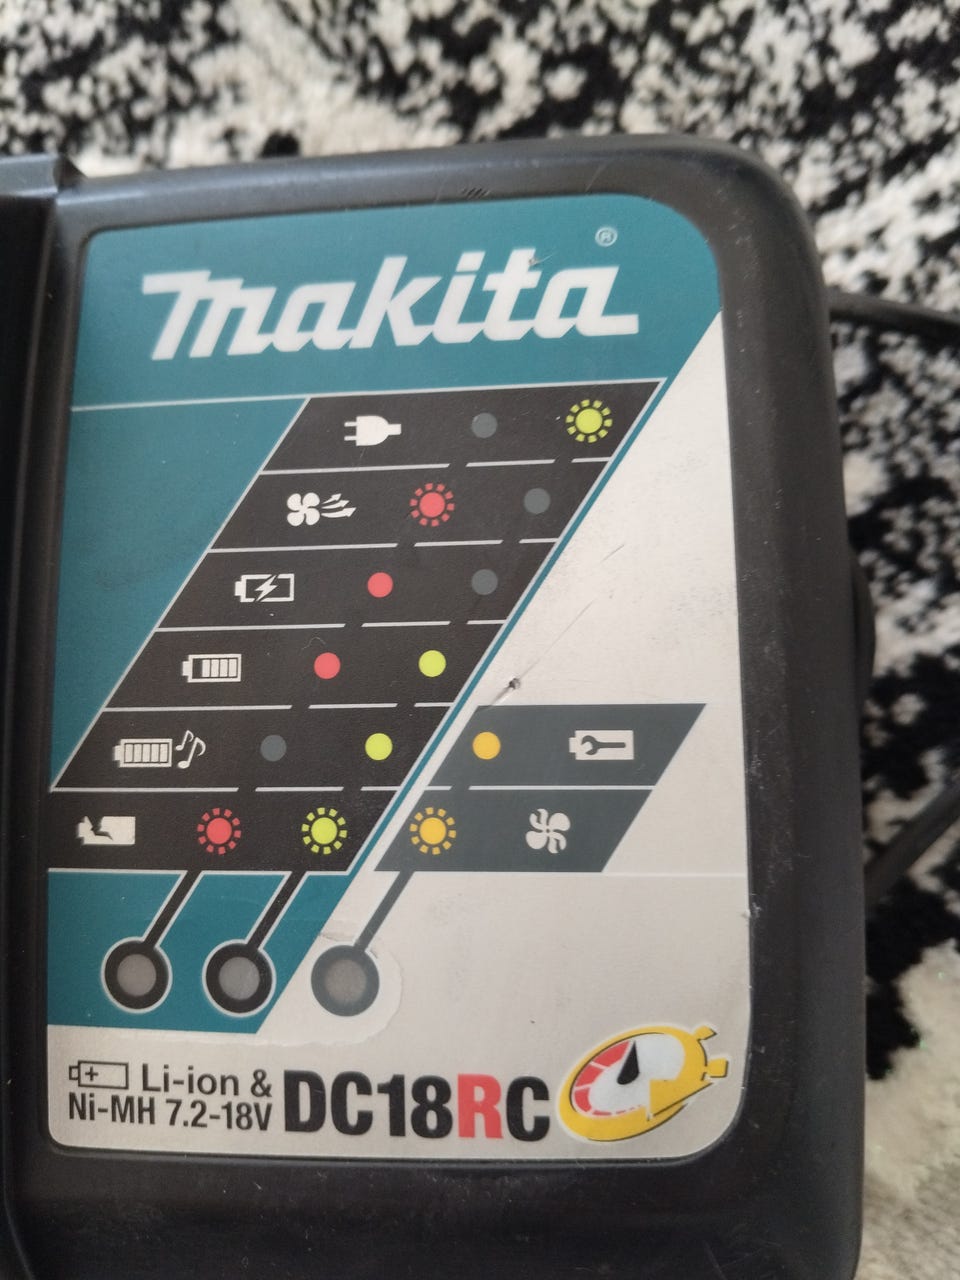 makita®
Li-ion &
Ni-MH 7.2-18V
DC18RC